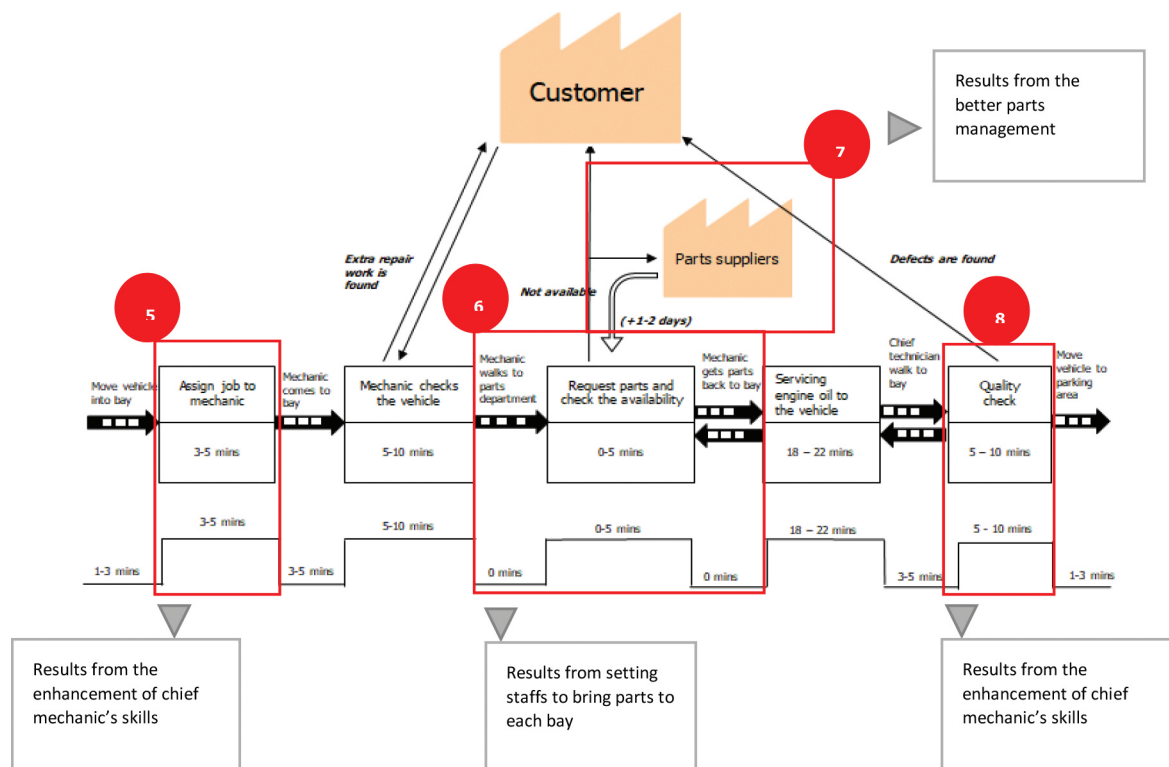 Customer
Results from the
better parts
management
7
Parts suppliers
Extra repair
work is
found
Not available
Defects are found
(+1-2 days)
5
6
8
Move vehicle
into bay
Assign job to
mechanic
Mechanic
comes to
bay
Mechanic checks
the vehicle
Mechanic
walks to
parts
department
Request parts and
check the availability
Mechanic
gets parts
back to bay
Servicing
engine oil to
the vehicle
Chief
technician
walk to
bay
Quality
check
Move
vehicle to
parking
area
3-5 mins
5-10 mins
0-5 mins
18 – 22 mins
5 – 10 mins
1-3 mins
3-5 mins
3-5 mins
5-10 mins
0 mins
0-5 mins
0 mins
18 – 22 mins
3-5 mins
5 - 10 mins
1-3 mins
Results from the
enhancement of chief
mechanic’s skills
Results from setting
staffs to bring parts to
each bay
Results from the
enhancement of chief
mechanic’s skills